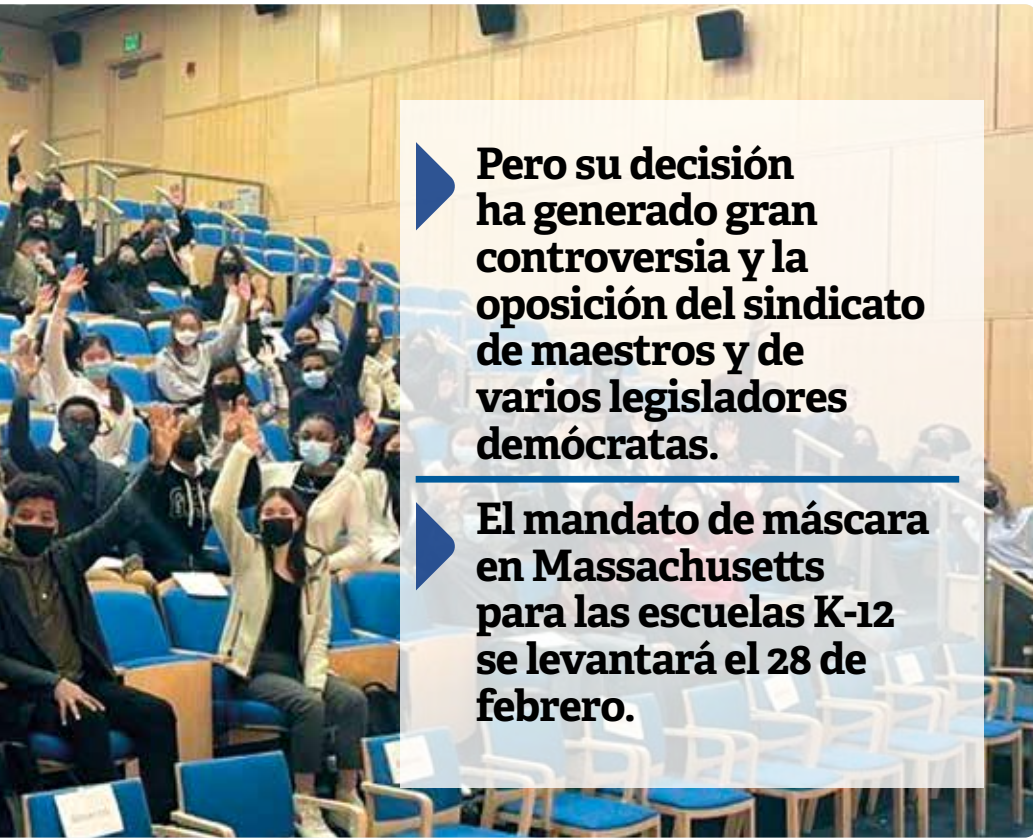 Pero su decisión
ha generado gran
controversia y la
oposición del sindicato
de maestros y de
varios legisladores
demócratas.
El mandato de máscara
en Massachusetts
para las escuelas K-12
se levantará el 28 de
febrero.